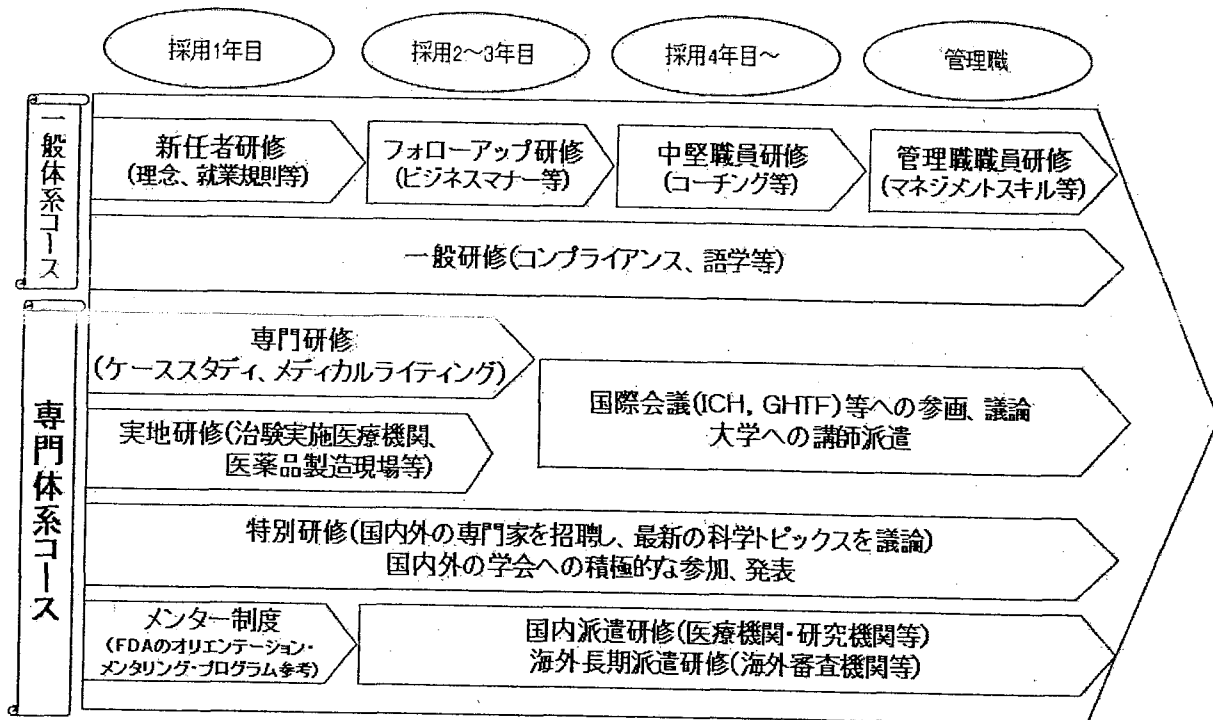 採用1年目
採用2～3年目
採用4年目～
管理職
一般体系コース
新任者研修
(理念、就業規則等)
フォローアップ研修
(ビジネスマナー等)
中堅職員研修
(コーチング等)
管理職職員研修
(マネジメントスキル等)
一般研修(コンプライアンス、語学等)
専門体系コース
専門研修
(ケーススタディ、メディカルライティング)
国際会議(ICH, GHTF)等への参画、議論
大学への講師派遣
実地研修(治験実施医療機関、
医薬品製造現場等)
特別研修(国内外の専門家を招聘し、最新の科学トピックスを議論)
国内外の学会への積極的な参加、発表
メンター制度
(FDAのオリエンテーション・
メンタリング・プログラム参考)
国内派遣研修(医療機関・研究機関等)
海外長期派遣研修(海外審査機関等)